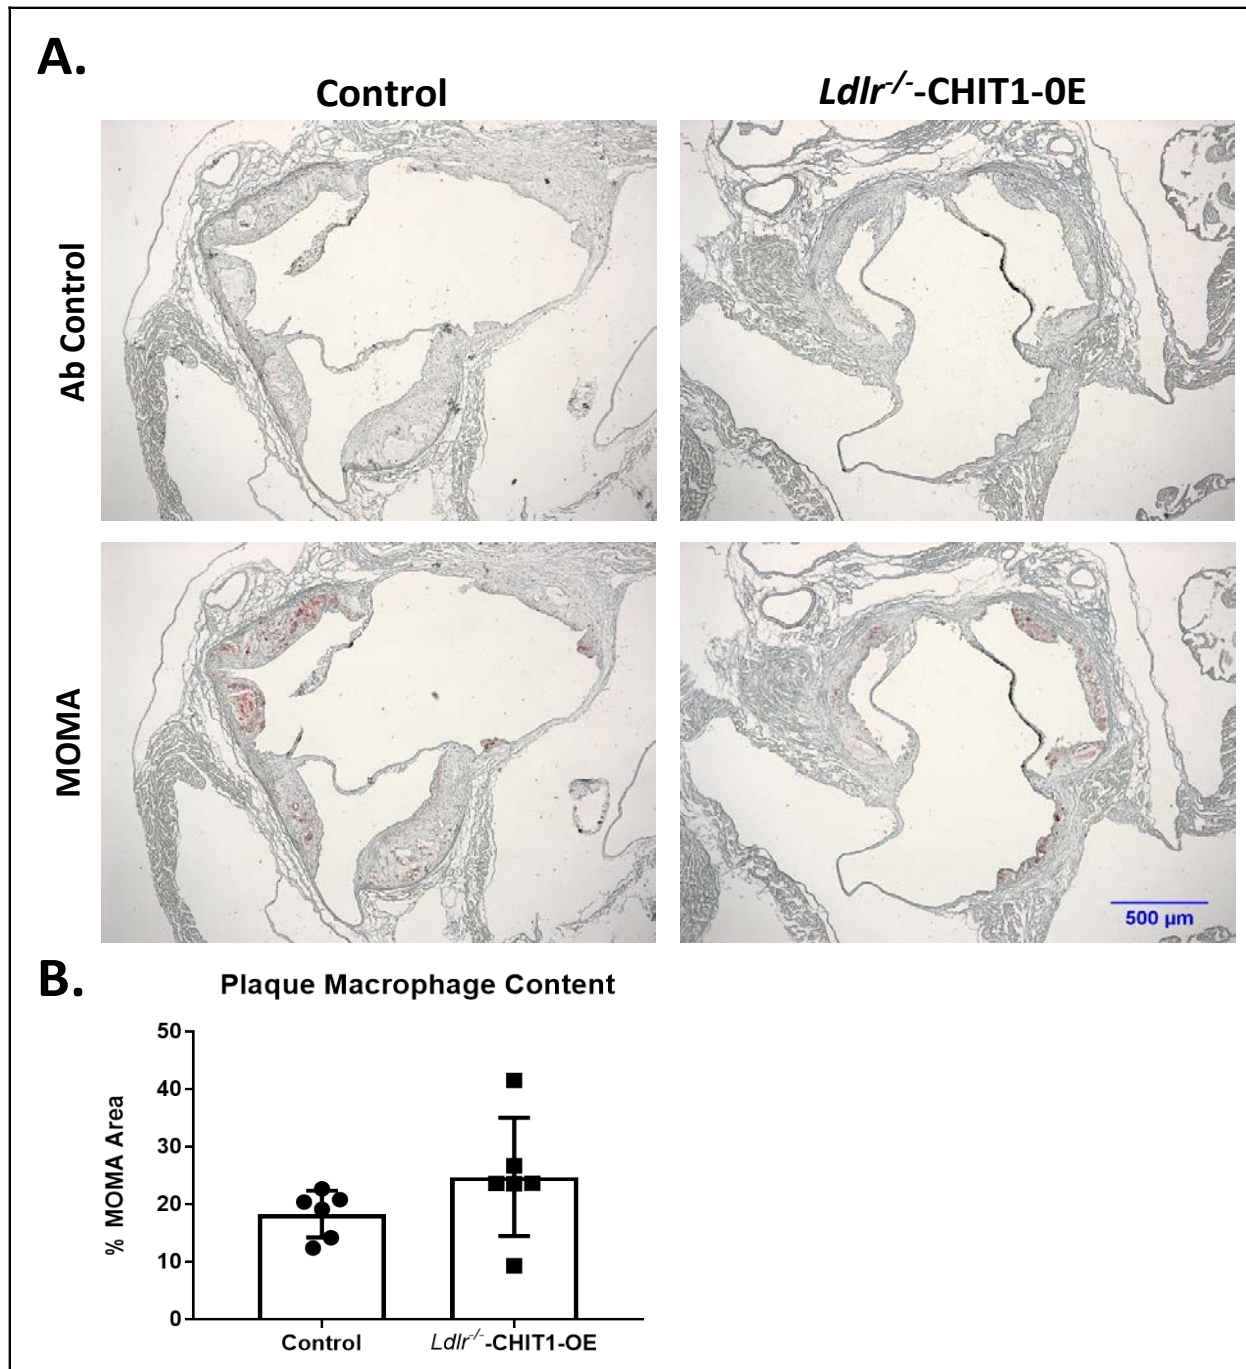 A.
Control
Ldlr-/--CHIT1-0E
Ab Control
MOMA
500 µm
B.
Plaque Macrophage Content
% MOMA Area
50
40
30
20
10
0
Control
Ldlr-/--CHIT1-OE